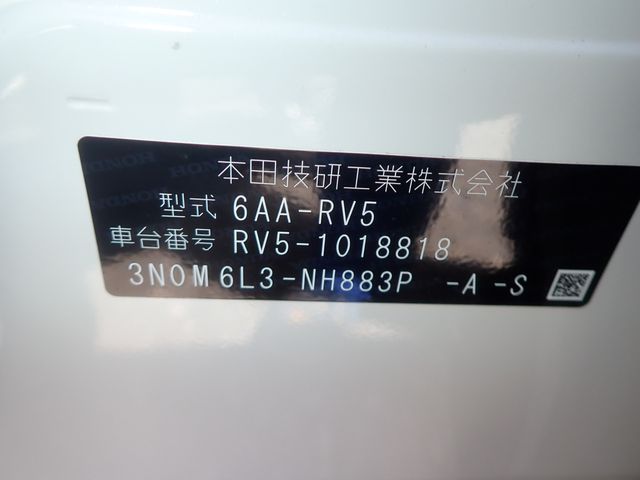 本田技研工業株式会社
型式 6AA-RV5
車台番号 RV5-1018818
3N0M6L3-NH883P -A -S